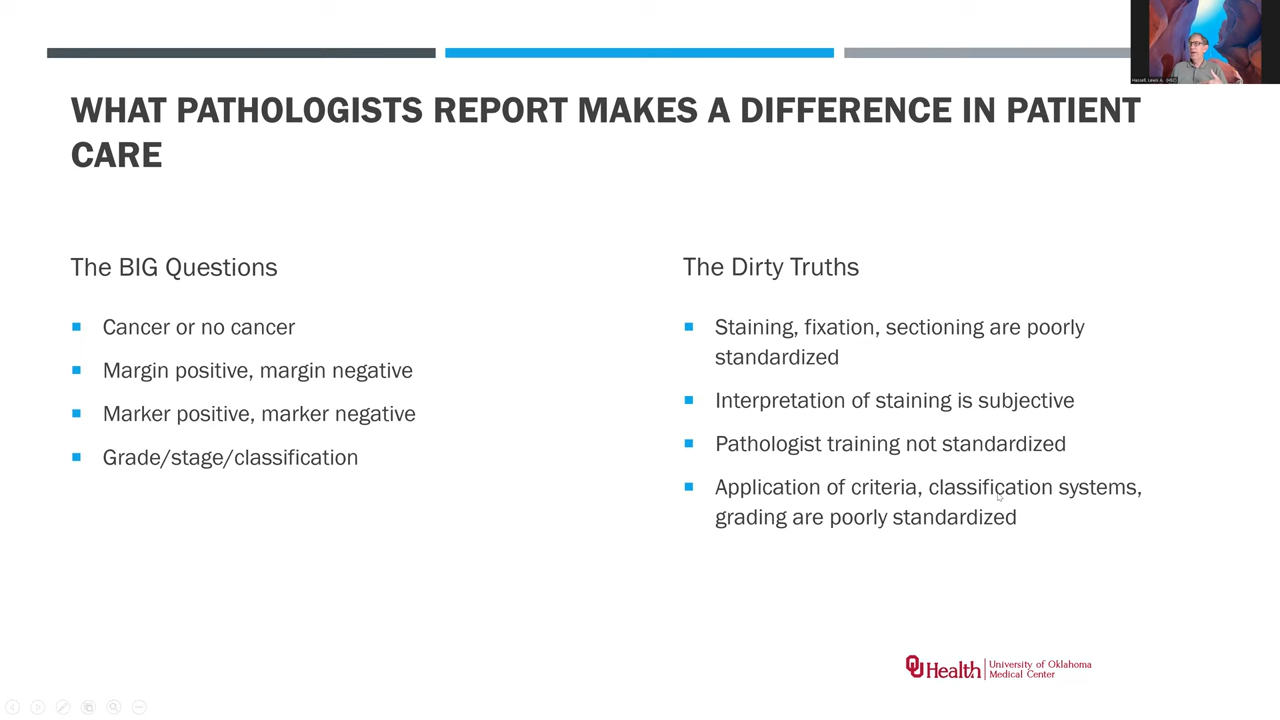 Hassell, Lewis A. (HSC)
WHAT PATHOLOGISTS REPORT MAKES A DIFFERENCE IN PATIENT
CARE
The BIG Questions
Cancer or no cancer
Margin positive, margin negative
Marker positive, marker negative
Grade/stage/classification
The Dirty Truths
Staining, fixation, sectioning are poorly
standardized
Interpretation of staining is subjective
Pathologist training not standardized
Application of criteria, classification systems,
grading are poorly standardized
OU Health
University of Oklahoma
Medical Center